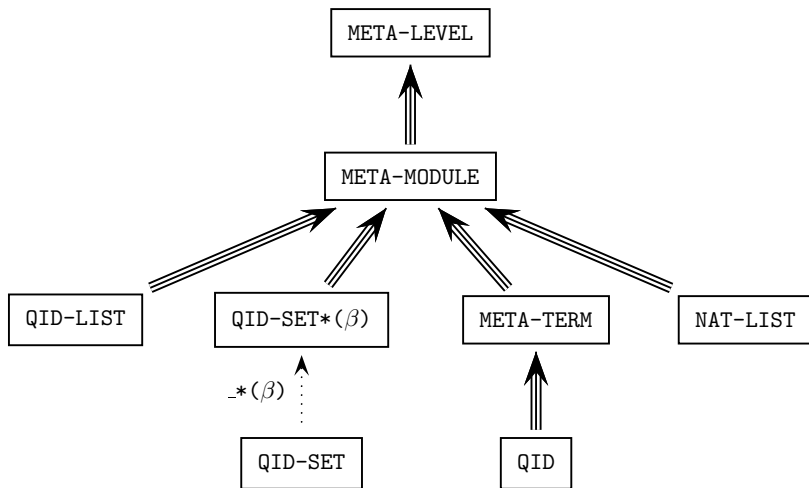 META-LEVEL
META-MODULE
QID-LIST
QID-SET*(β)
META-TERM
NAT-LIST
_*(β)
QID-SET
QID